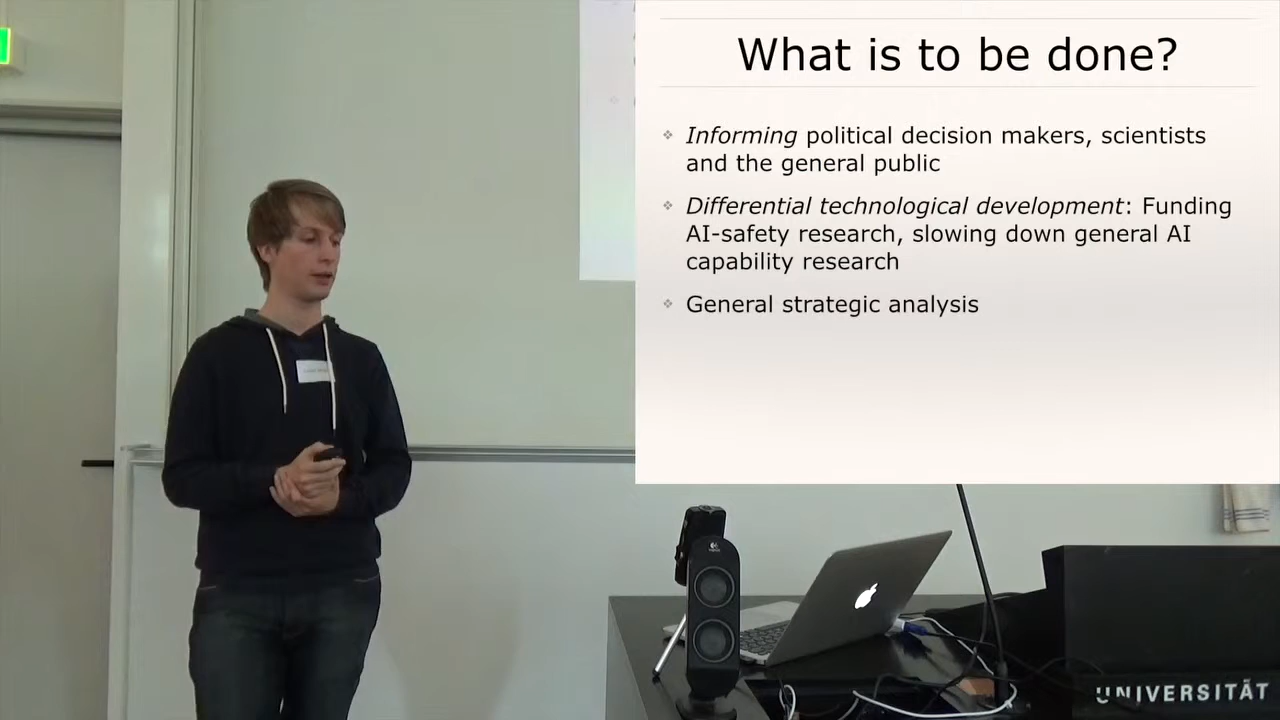 What is to be done?
Informing political decision makers, scientists
and the general public
Differential technological development: Funding
AI-safety research, slowing down general AI
capability research
General strategic analysis
UNIVERSITÄT